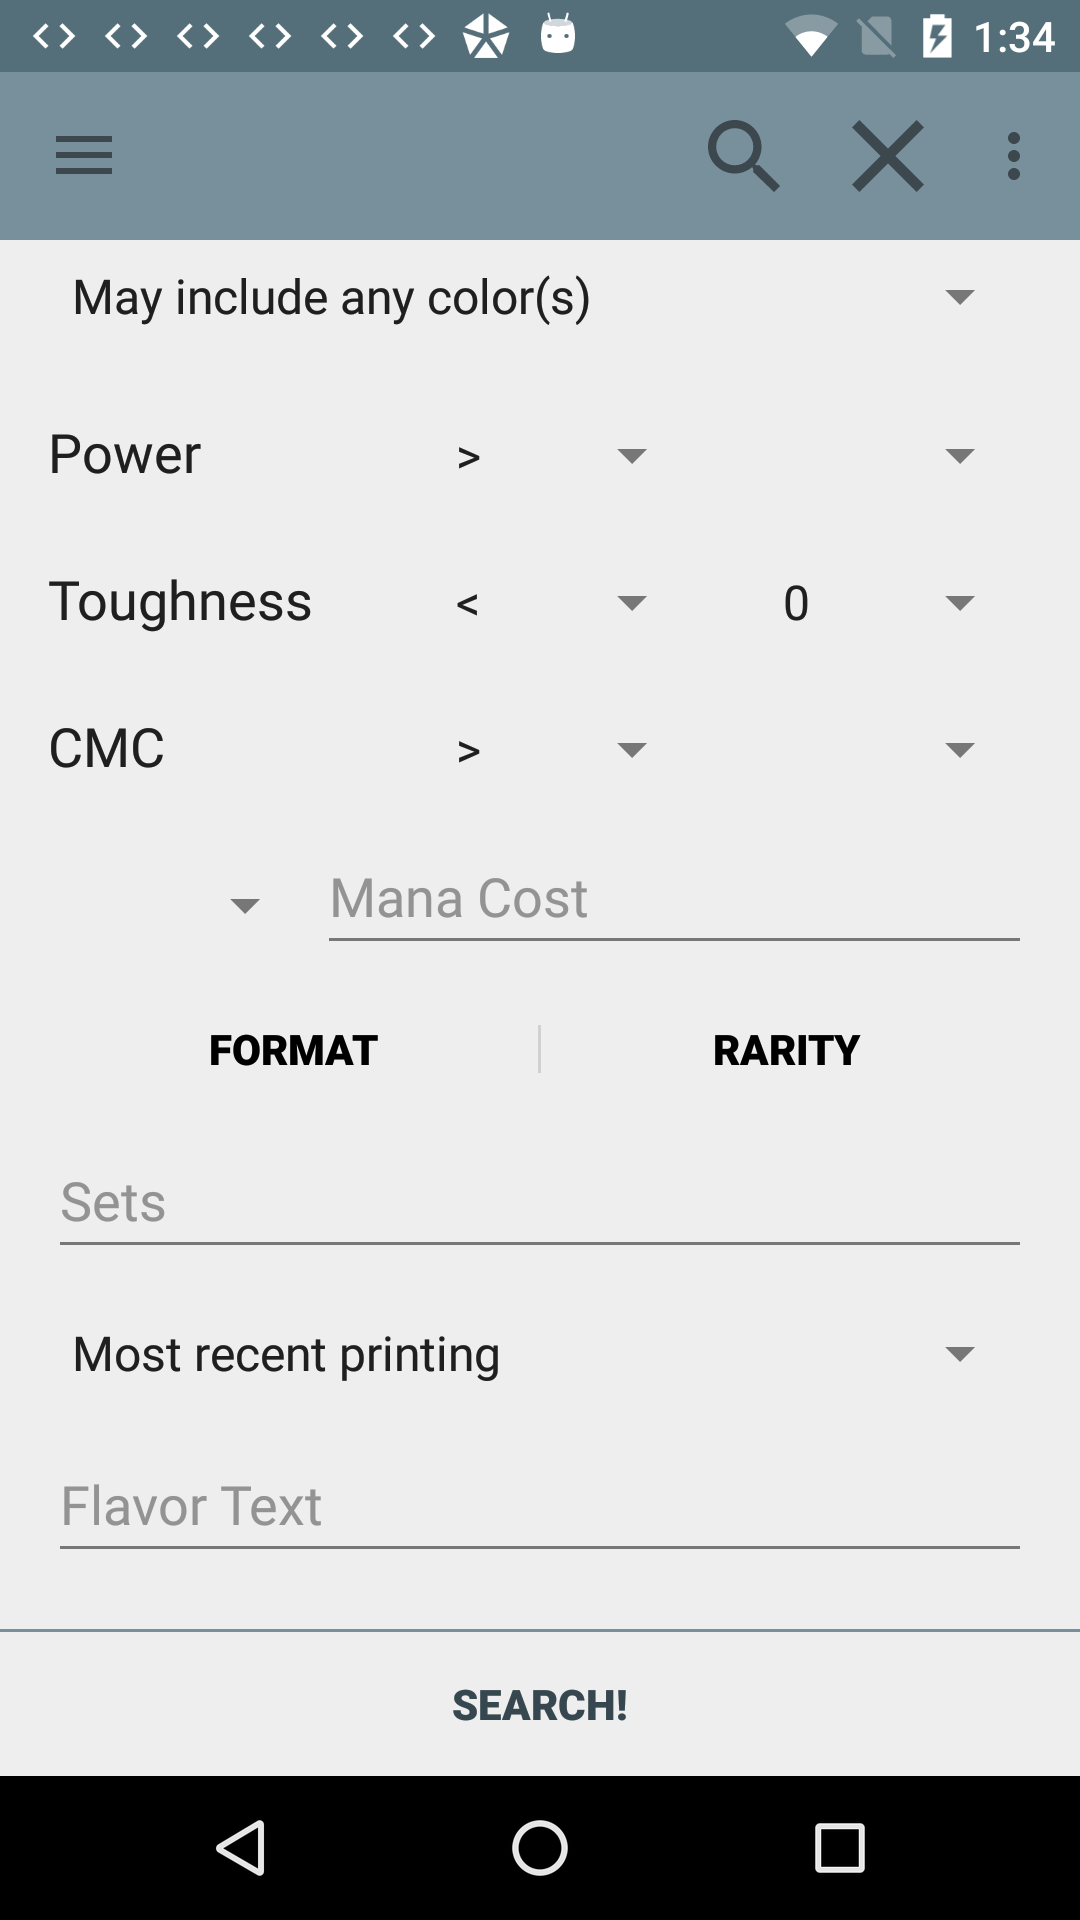 1:34
May include any color(s)
Power >
Toughness < 0
CMC >
Mana Cost
FORMAT RARITY
Sets
Most recent printing
Flavor Text
SEARCH!